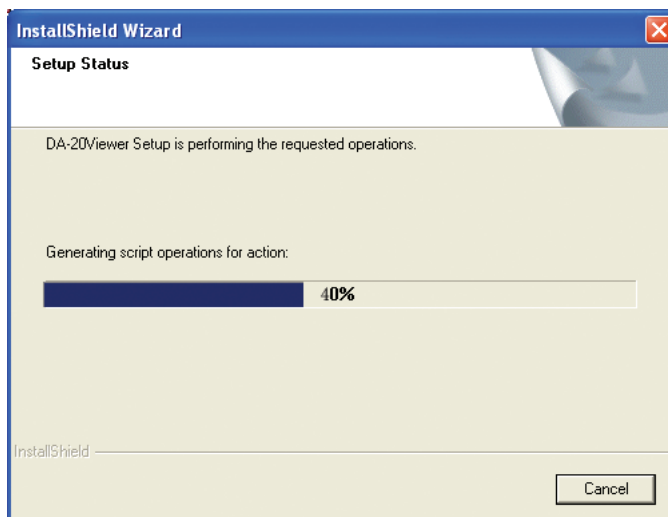 InstallShield Wizard
Setup Status
DA-20Viewer Setup is performing the requested operations.
Generating script operations for action:
40%
InstallShield
Cancel